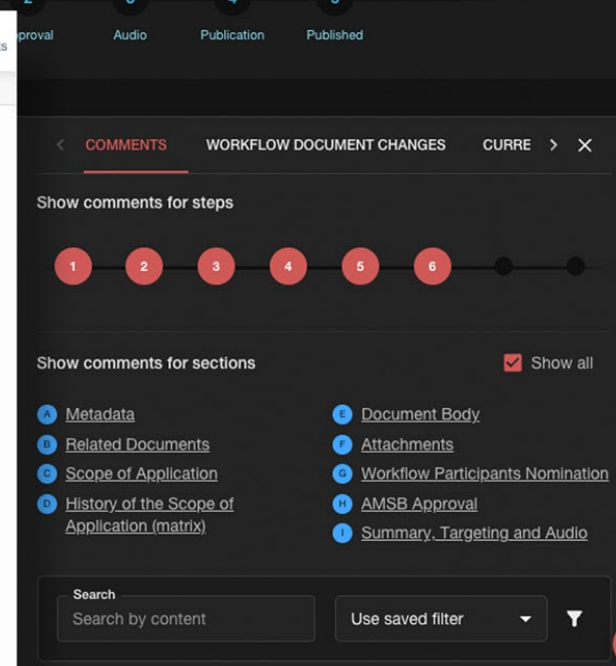 Audio
Publication
Published
< COMMENTS WORKFLOW DOCUMENT CHANGES CURRE > ×
Show comments for steps
1 2 3 4 5 6
Show comments for sections
Show all
A Metadata
B Related Documents
C Scope of Application
D History of the Scope of
Application (matrix)
E Document Body
F Attachments
G Workflow Participants Nomination
H AMSB Approval
I Summary, Targeting and Audio
Search
Search by content
Use saved filter